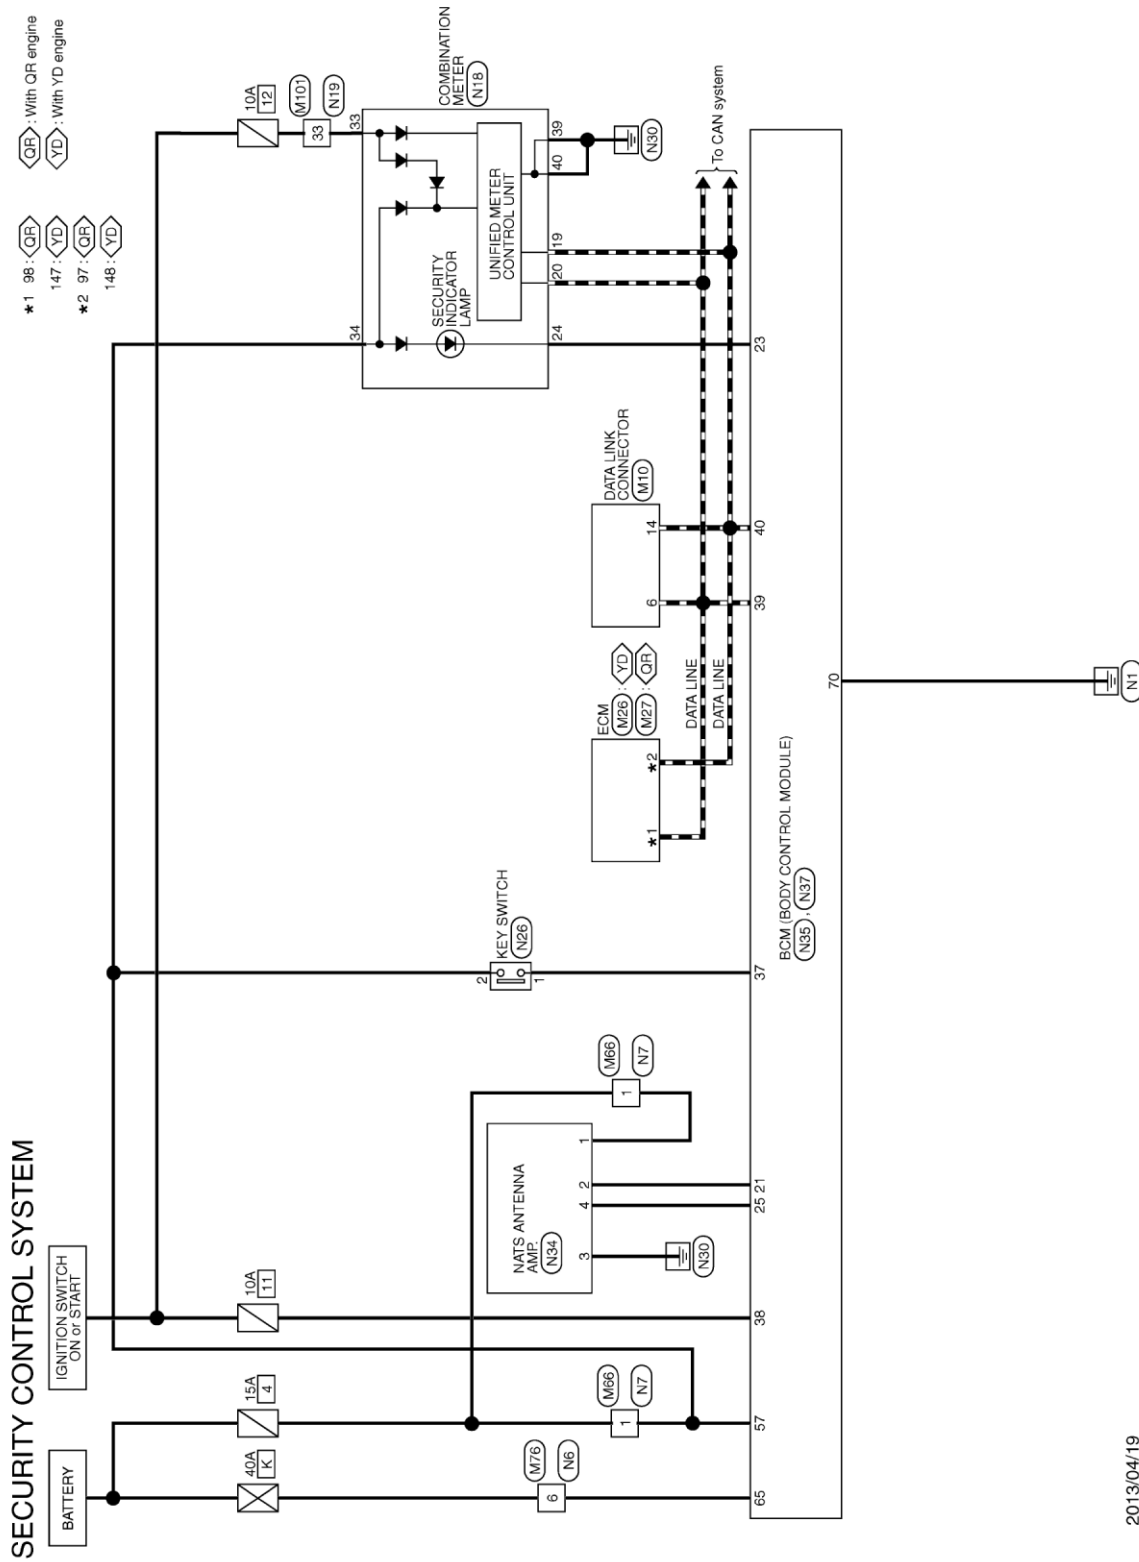 SECURITY CONTROL SYSTEM
BATTERY
IGNITION SWITCH
ON or START
40A
K
15A
4
10A
11
10A
12
★1 98 : QR
147 : YD
★2 97 : QR
148 : YD
QR : With QR engine
YD : With YD engine
M101
33
N19
33
34
COMBINATION
METER
N18
SECURITY
INDICATOR
LAMP
UNIFIED METER
CONTROL UNIT
24
20
19
40
39
N30
NATS ANTENNA
AMP.
N34
3
4
2
1
N30
M66
1
N7
KEY SWITCH
N26
2
1
M76
6
N6
M66
1
N7
ECM
M26 : YD
M27 : QR
★1
★2
DATA LINK
CONNECTOR
M10
6
14
DATA LINE
DATA LINE
To CAN system
65
57
38
25
21
37
39
40
23
BCM (BODY CONTROL MODULE)
N35 , N37
70
N1
2013/04/19